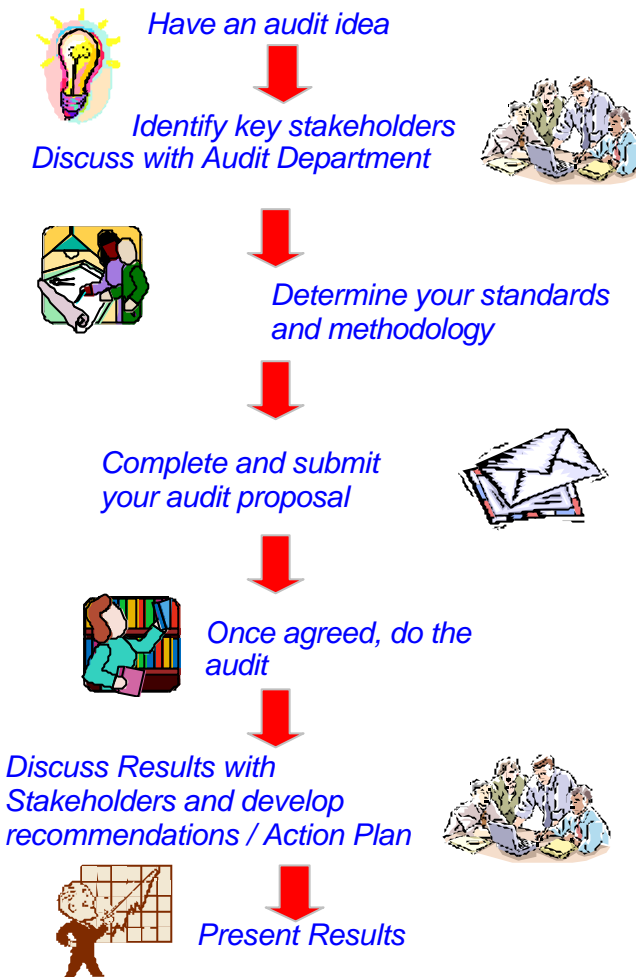 Have an audit idea
Identify key stakeholders
Discuss with Audit Department
Determine your standards
and methodology
Complete and submit
your audit proposal
Once agreed, do the
audit
Discuss Results with
Stakeholders and develop
recommendations / Action Plan
Present Results